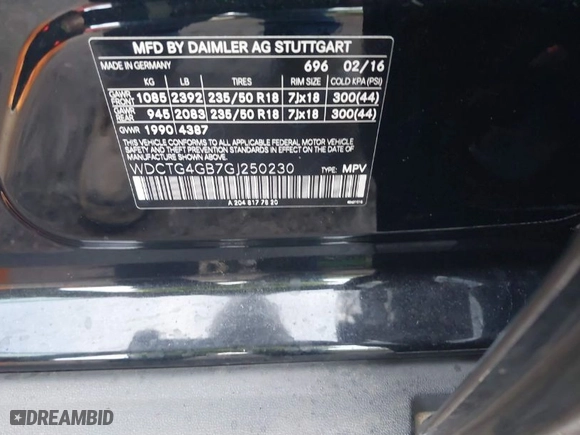 MFD BY DAIMLER AG STUTTGART
MADE IN GERMANY 696 02/16
KG LB TIRES RIM SIZE COLD KPA (PSI)
GAWR FRONT 1085 2392 235/50 R18 7Jx18 300(44)
GAWR REAR 945 2083 235/50 R18 7Jx18 300(44)
GVWR 1990 4387
THIS VEHICLE CONFORMS TO ALL APPLICABLE FEDERAL MOTOR VEHICLE
SAFETY AND THEFT PREVENTION STANDARDS IN EFFECT ON THE
DATE OF MANUFACTURE SHOWN ABOVE.
WDCTG4GB7GJ250230 TYPE: MPV
A 204 817 78 20
DREAMBID